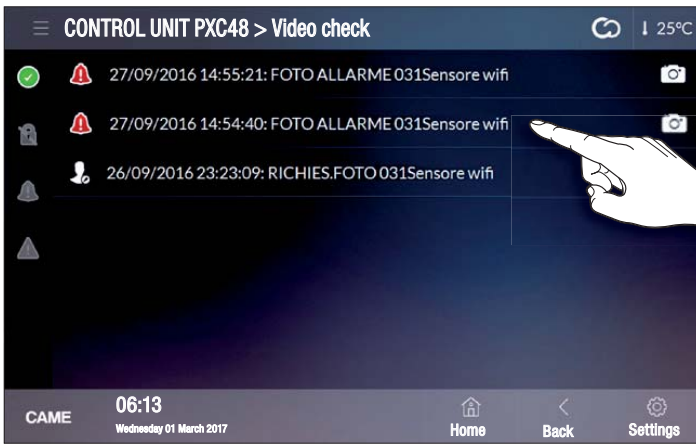 CONTROL UNIT PXC48 > Video check
25°C
27/09/2016 14:55:21: FOTO ALLARME 031Sensore wifi
27/09/2016 14:54:40: FOTO ALLARME 031Sensore wifi
26/09/2016 23:23:09: RICHIES.FOTO 031Sensore wifi
CAME
06:13
Wednesday 01 March 2017
Home
Back
Settings